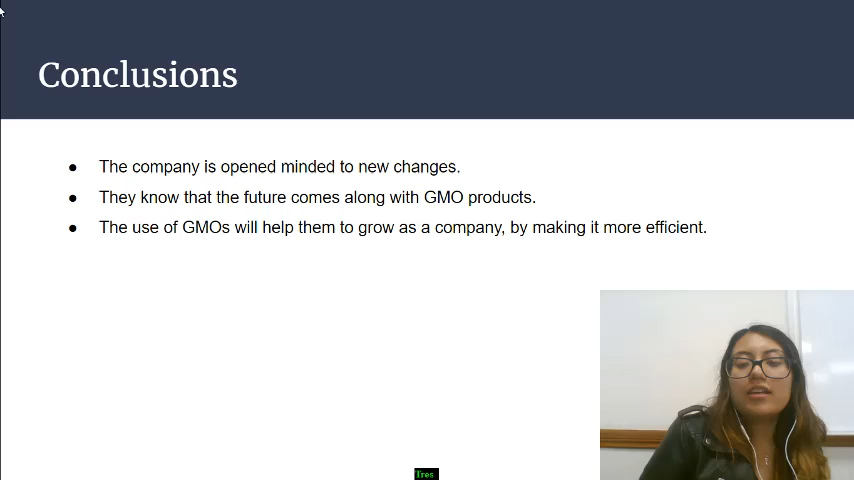 Conclusions
● The company is opened minded to new changes.
● They know that the future comes along with GMO products.
● The use of GMOs will help them to grow as a company, by making it more efficient.
Tres